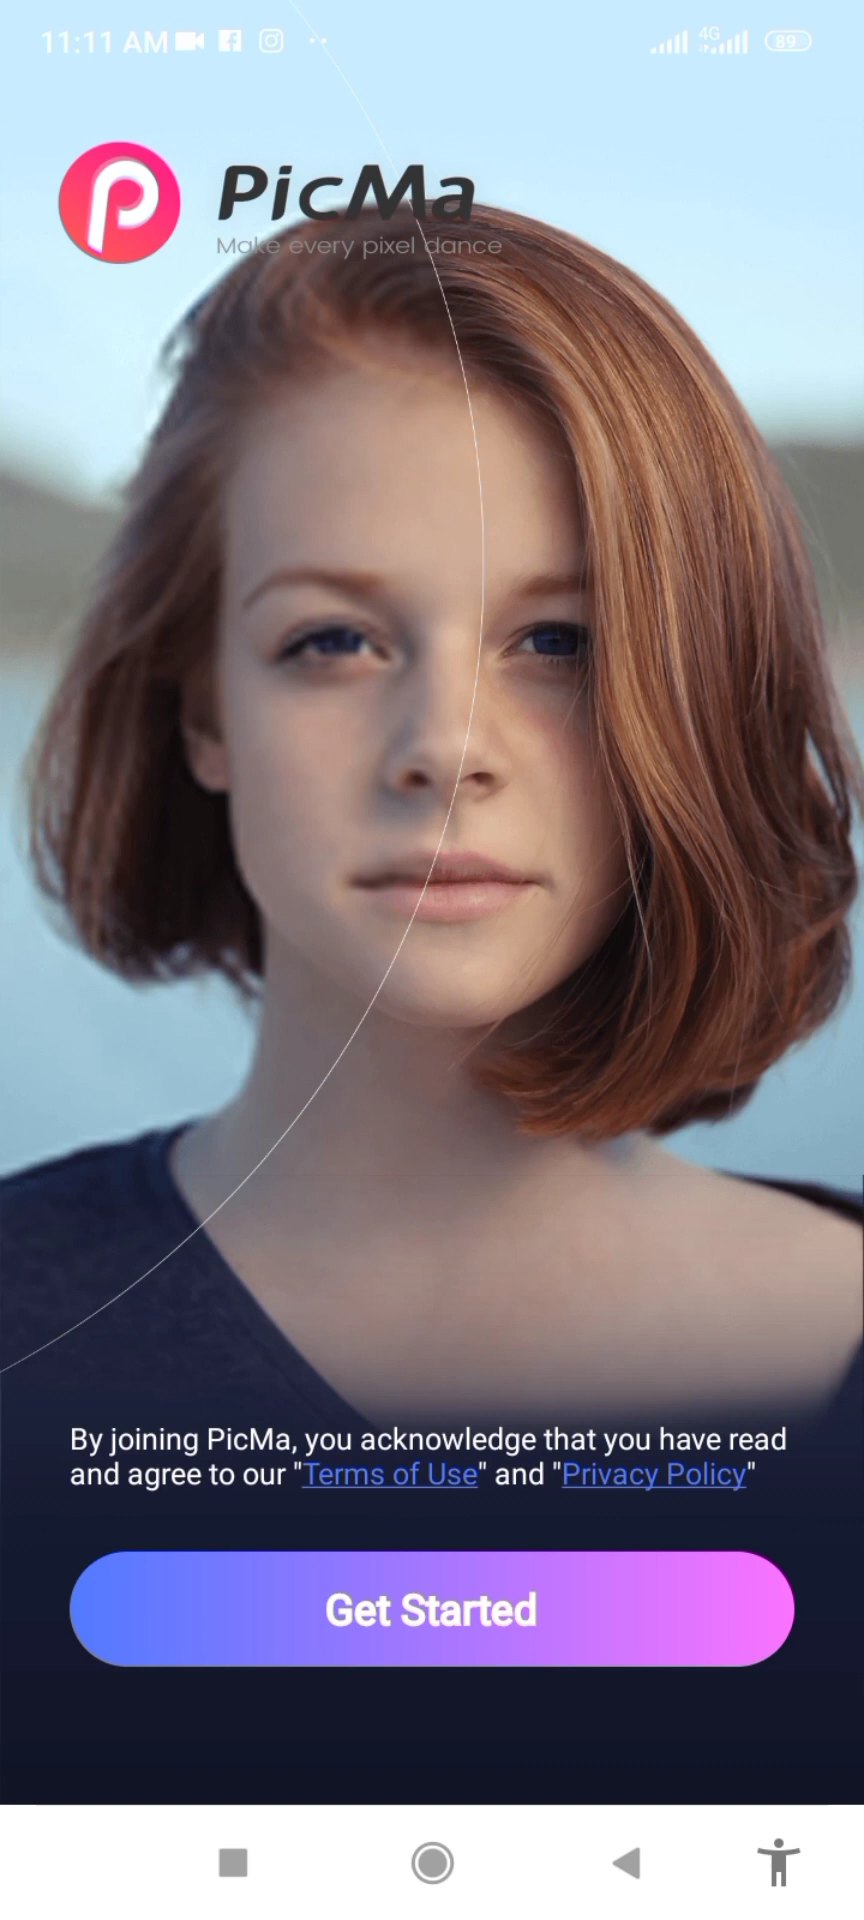 11:11 AM
4G
89
PicMa
Make every pixel dance
By joining PicMa, you acknowledge that you have read
and agree to our "Terms of Use" and "Privacy Policy"
Get Started